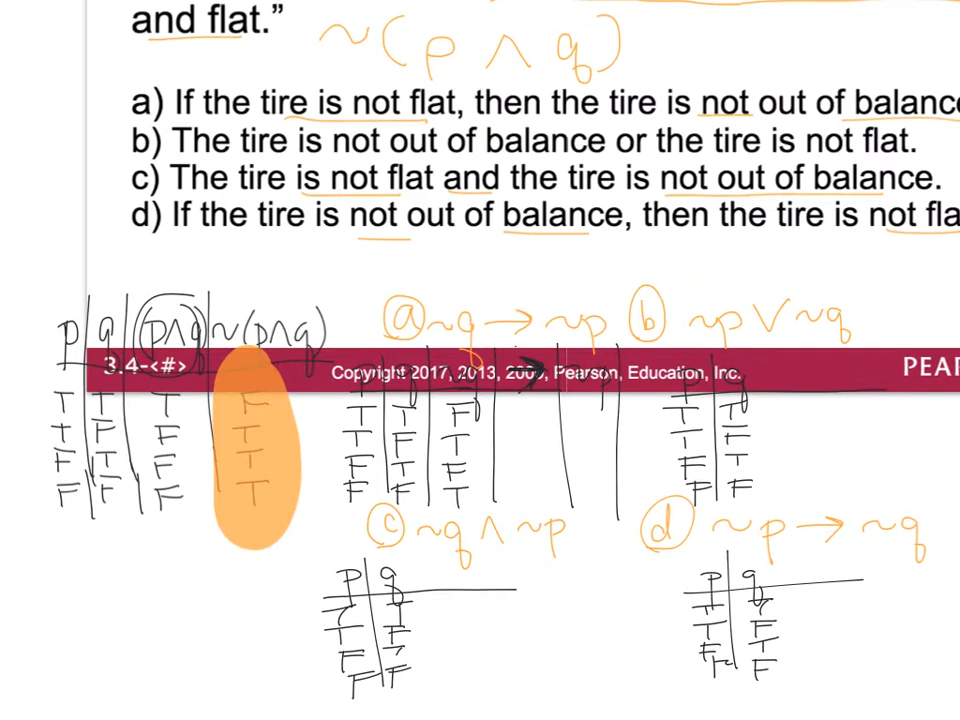 and flat.”
~(p ∧ q)
a) If the tire is not flat, then the tire is not out of balance
b) The tire is not out of balance or the tire is not flat.
c) The tire is not flat and the tire is not out of balance.
d) If the tire is not out of balance, then the tire is not fla
p q (p∧q) ~(p∧q)
T T T F
T F F T
F T F T
F F F T
a ~q → ~p
p q ~q → ~p
T T F
T F T
F T F
F F T
b ~p ∨ ~q
p q
T T
T F
F T
F F
3.4-<#>
Copyright 2017, 2013, 2009, Pearson, Education, Inc.
PEAR
c ~q ∧ ~p
p q
T T
T F
F T
F F
d ~p → ~q
p q
T T
T F
F T
F F